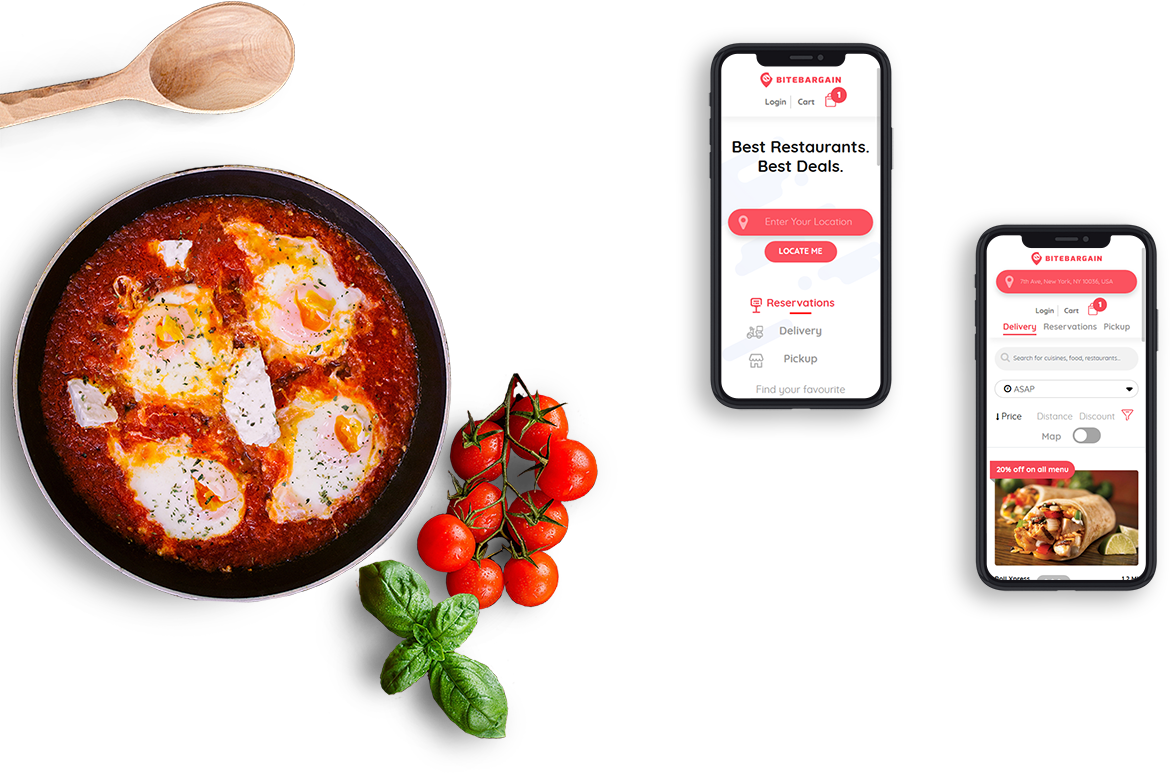 BITEBARGAIN
Login Cart 1
Best Restaurants.
Best Deals.
Enter Your Location
LOCATE ME
Reservations
Delivery
Pickup
Find your favourite
BITEBARGAIN
7th Ave, New York, NY 10036, USA
Login Cart 1
Delivery Reservations Pickup
Search for cuisines, food, restaurants..
ASAP
Price Distance Discount
Map
20% off on all menu
Roll Xpress